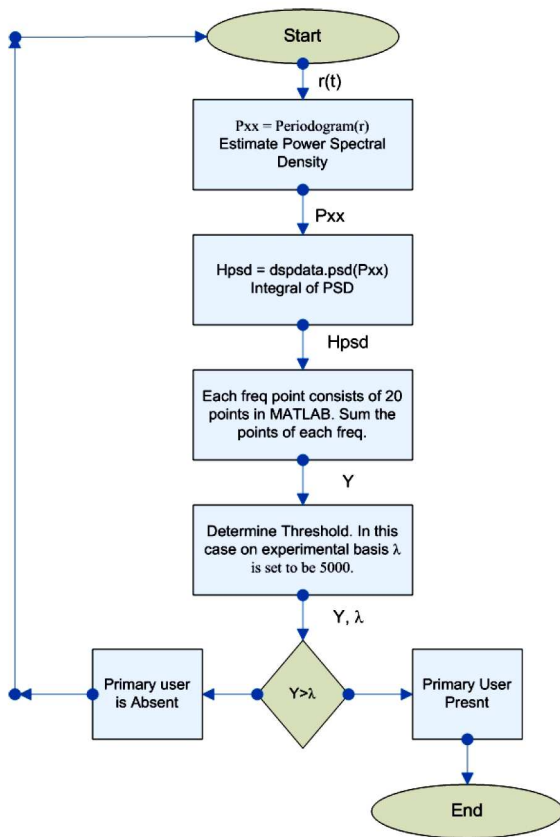 Start
r(t)
Pxx = Periodogram(r)
Estimate Power Spectral
Density
Pxx
Hpsd = dspdata.psd(Pxx)
Integral of PSD
Hpsd
Each freq point consists of 20
points in MATLAB. Sum the
points of each freq.
Y
Determine Threshold. In this
case on experimental basis λ
is set to be 5000.
Y, λ
Primary user
is Absent
Y>λ
Primary User
Presnt
End